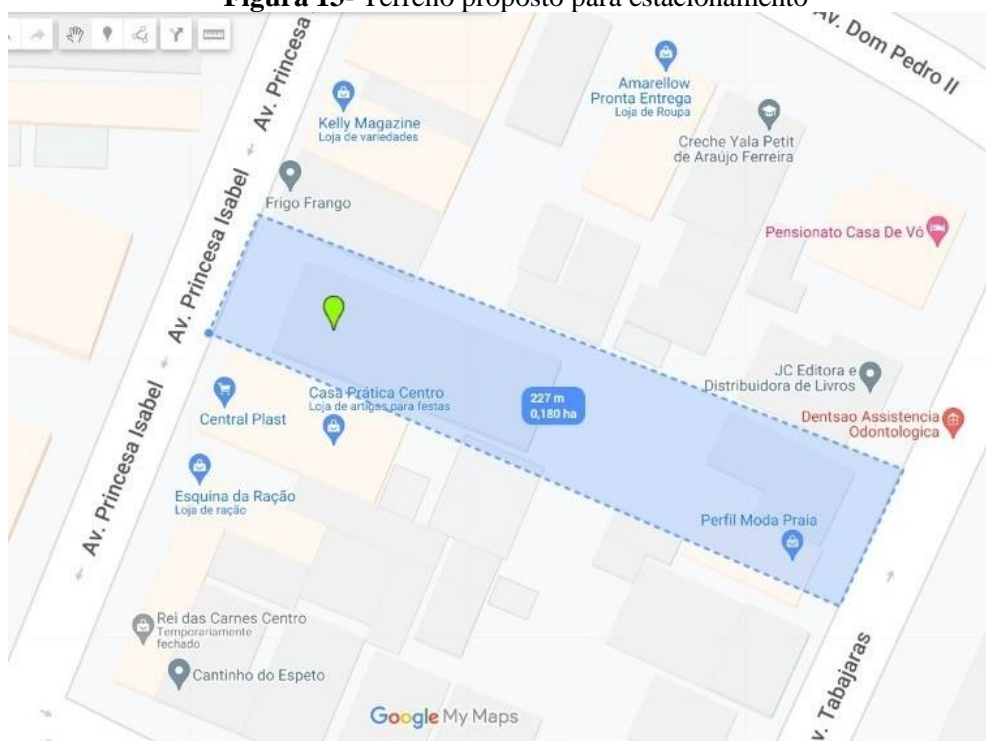 Figura 13- Terreno proposto para estacionamento
Av. Princesa
Av. Dom Pedro II
Kelly Magazine
Loja de variedades
Amarellow
Pronta Entrega
Loja de Roupa
Creche Yala Petit
de Araújo Ferreira
Frigo Frango
Av. Princesa Isabel
Pensionato Casa De Vó
JC Editora e
Distribuidora de Livros
Casa Prática Centro
Loja de artigos para festas
227 m
0,180 ha
Central Plast
Dentsao Assistencia
Odontologica
Av. Princesa Isabel
Esquina da Ração
Loja de ração
Perfil Moda Praia
Rei das Carnes Centro
Temporariamente
fechado
Cantinho do Espeto
v. Tabajaras
Google My Maps